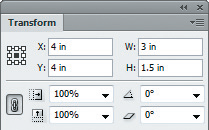 Transform
X: 4 in W: 3 in
Y: 4 in H: 1.5 in
100% 0°
100% 0°